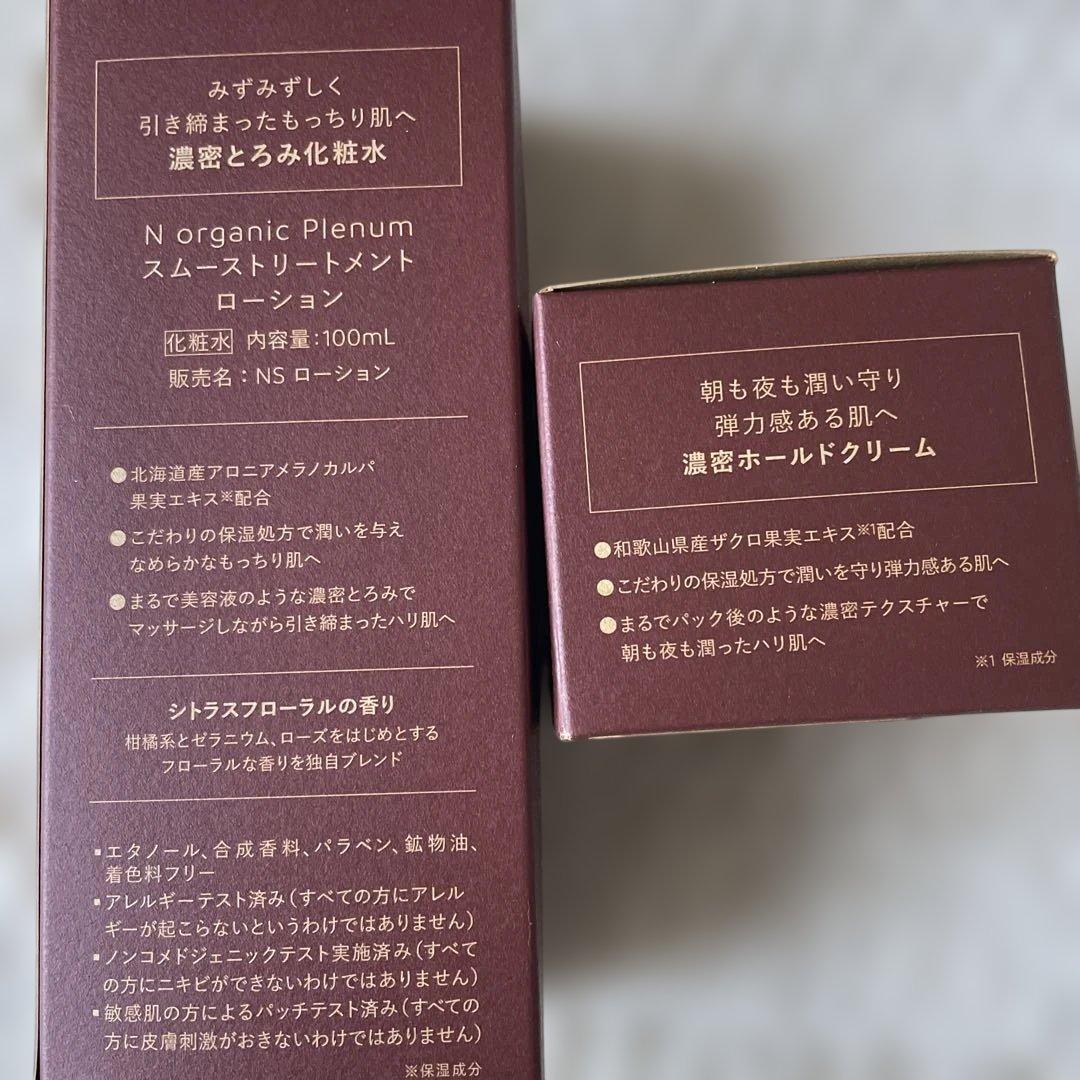 みずみずしく
引き締まったもっちり肌へ
濃密とろみ化粧水
N organic Plenum
スムーストリートメント
ローション
化粧水 内容量:100mL
販売名：NS ローション
●北海道産アロニアメラノカルパ
果実エキス※配合
●こだわりの保湿処方で潤いを与え
なめらかなもっちり肌へ
●まるで美容液のような濃密とろみで
マッサージしながら引き締まったハリ肌へ
シトラスフローラルの香り
柑橘系とゼラニウム、ローズをはじめとする
フローラルな香りを独自ブレンド
▪エタノール、合成香料、パラベン、鉱物油、
着色料フリー
▪アレルギーテスト済み(すべての方にアレル
ギーが起こらないというわけではありません)
▪ノンコメドジェニックテスト実施済み(すべて
の方にニキビができないわけではありません)
▪敏感肌の方によるパッチテスト済み(すべての
方に皮膚刺激がおきないわけではありません)
※保湿成分
朝も夜も潤い守り
弾力感ある肌へ
濃密ホールドクリーム
●和歌山県産ザクロ果実エキス※1配合
●こだわりの保湿処方で潤いを守り弾力感ある肌へ
●まるでパック後のような濃密テクスチャーで
朝も夜も潤ったハリ肌へ
※1 保湿成分